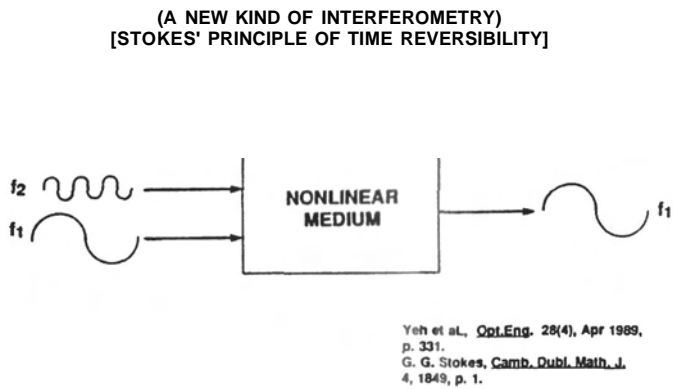 (A NEW KIND OF INTERFEROMETRY)
[STOKES' PRINCIPLE OF TIME REVERSIBILITY]
f2
NONLINEAR
MEDIUM
f1
f1
Yeh et al., Opt.Eng. 28(4), Apr 1989,
p. 331.
G. G. Stokes, Camb. Dubl. Math. J.
4, 1849, p. 1.